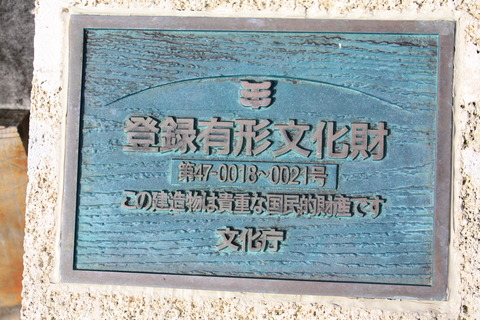 登録有形文化財
第47-0018~0021号
この建造物は貴重な国民的財産です
文化庁